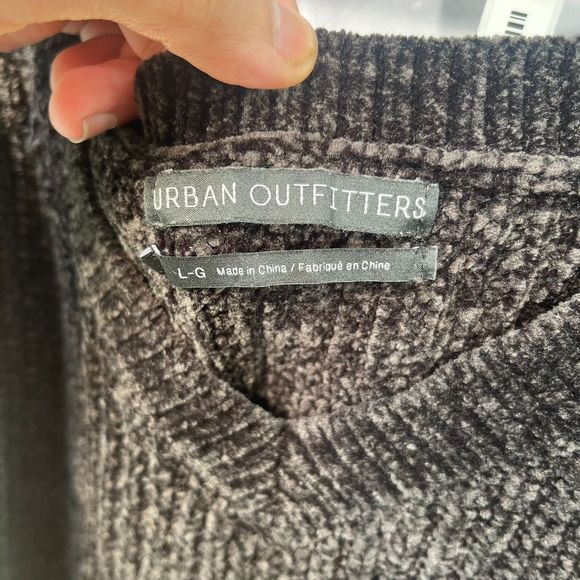 URBAN OUTFITTERS
L-G Made in China / Fabriqué en Chine